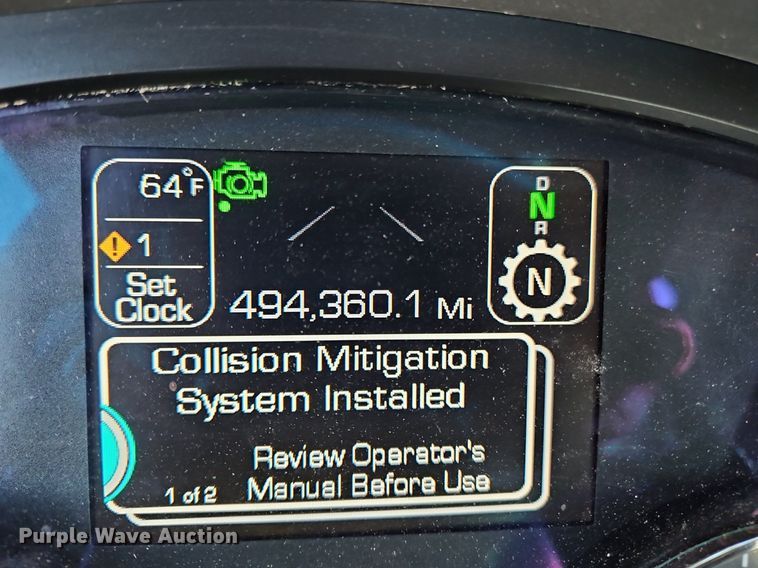 64°F
1
Set
Clock
494,360.1 Mi
D
N
R
N
Collision Mitigation
System Installed
Review Operator's
1 of 2 Manual Before Use
Purple Wave Auction